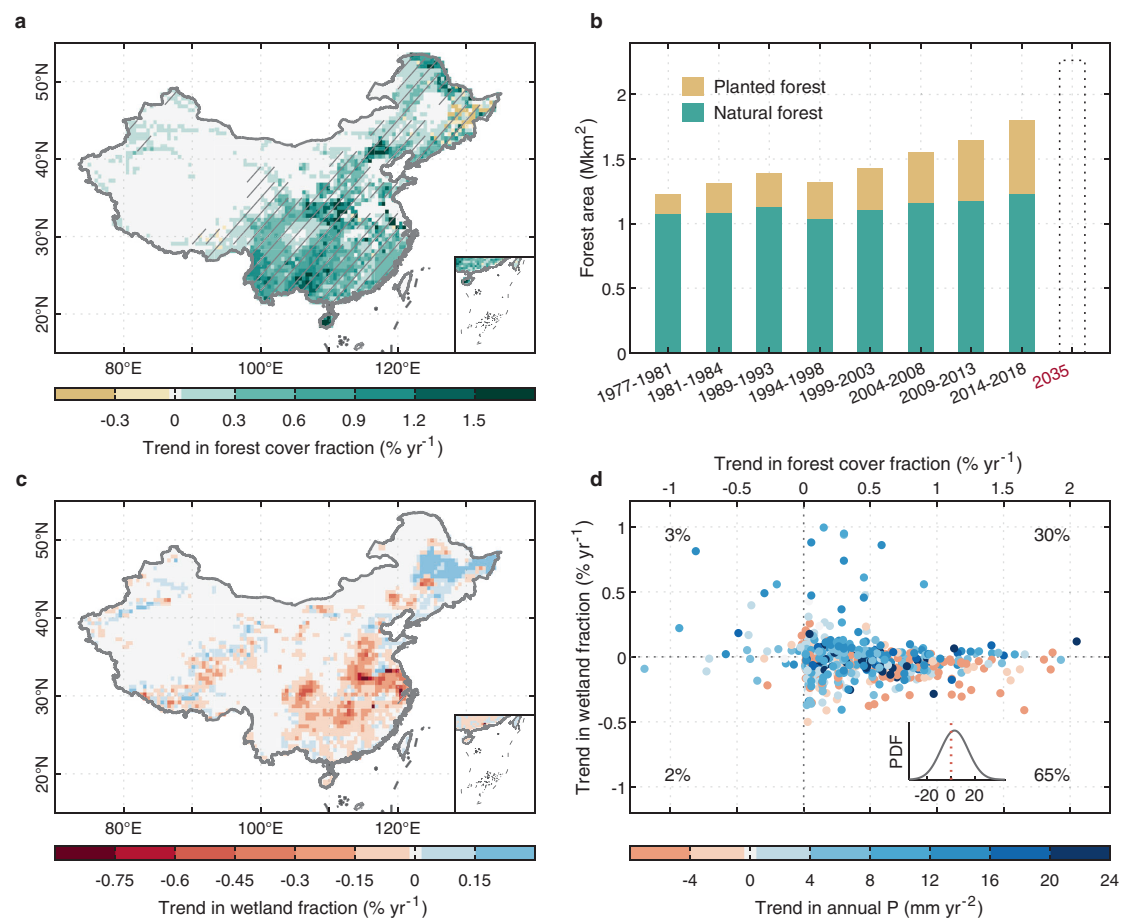 a
50°N
40°N
30°N
20°N
80°E
100°E
120°E
-0.3
0
0.3
0.6
0.9
1.2
1.5
Trend in forest cover fraction (% yr-1)
b
Planted forest
Natural forest
Forest area (Mkm2)
2
1.5
1
0.5
0
1977-1981
1981-1984
1989-1993
1994-1998
1999-2003
2004-2008
2009-2013
2014-2018
2035
c
50°N
40°N
30°N
20°N
80°E
100°E
120°E
-0.75
-0.6
-0.45
-0.3
-0.15
0
0.15
Trend in wetland fraction (% yr-1)
d
Trend in forest cover fraction (% yr-1)
-1
-0.5
0
0.5
1
1.5
2
Trend in wetland fraction (% yr-1)
1
0.5
0
-0.5
-1
3%
30%
2%
65%
PDF
-20
0
20
-4
0
4
8
12
16
20
24
Trend in annual P (mm yr-2)